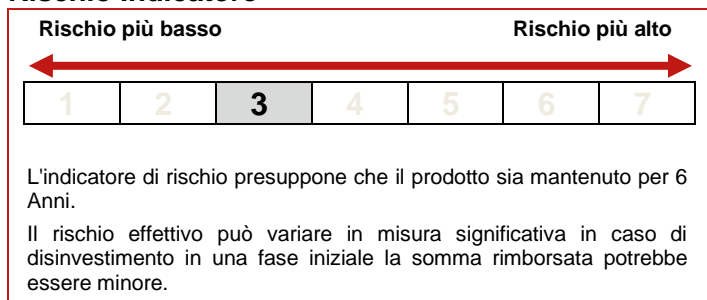 Rischio Indicatore
Rischio più basso Rischio più alto
1 2 3 4 5 6 7
L'indicatore di rischio presuppone che il prodotto sia mantenuto per 6
Anni.
Il rischio effettivo può variare in misura significativa in caso di
disinvestimento in una fase iniziale la somma rimborsata potrebbe
essere minore.